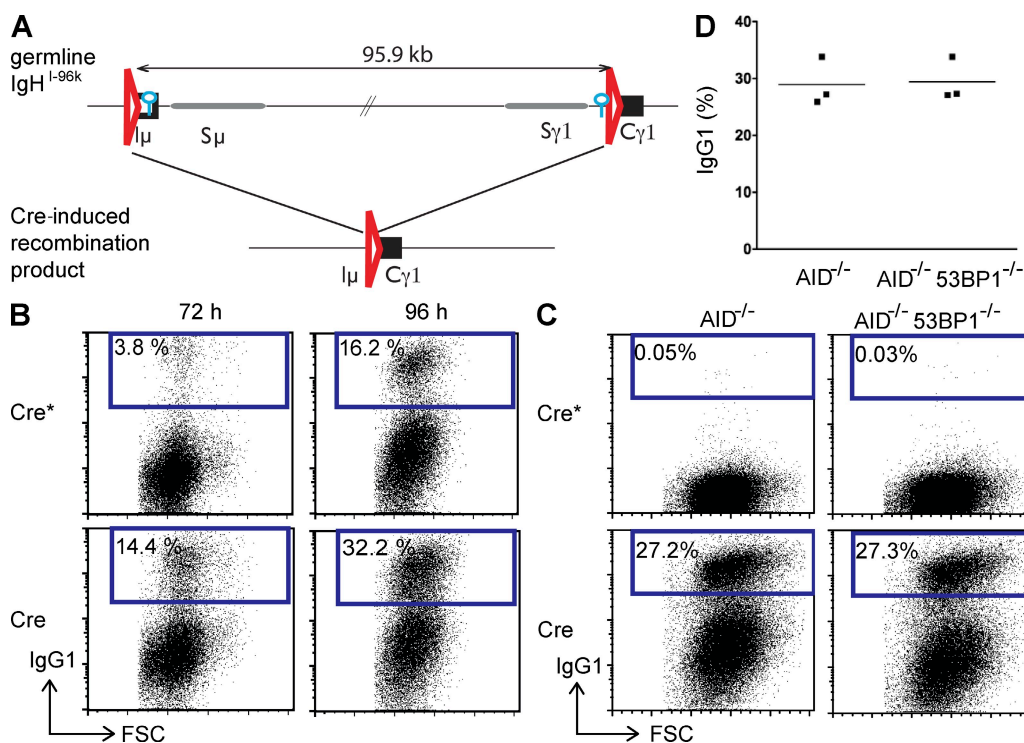 A
germline
IgH I-96k
95.9 kb
Iμ
Sμ
//
Sγ1
Cγ1
Cre-induced
recombination
product
Iμ
Cγ1
D
IgG1 (%)
40
30
20
10
0
AID-/-
AID-/- 53BP1-/-
B
72 h
96 h
Cre*
3.8 %
16.2 %
Cre
14.4 %
32.2 %
IgG1
FSC
C
AID-/-
AID-/- 53BP1-/-
Cre*
0.05%
0.03%
Cre
27.2%
27.3%
IgG1
FSC